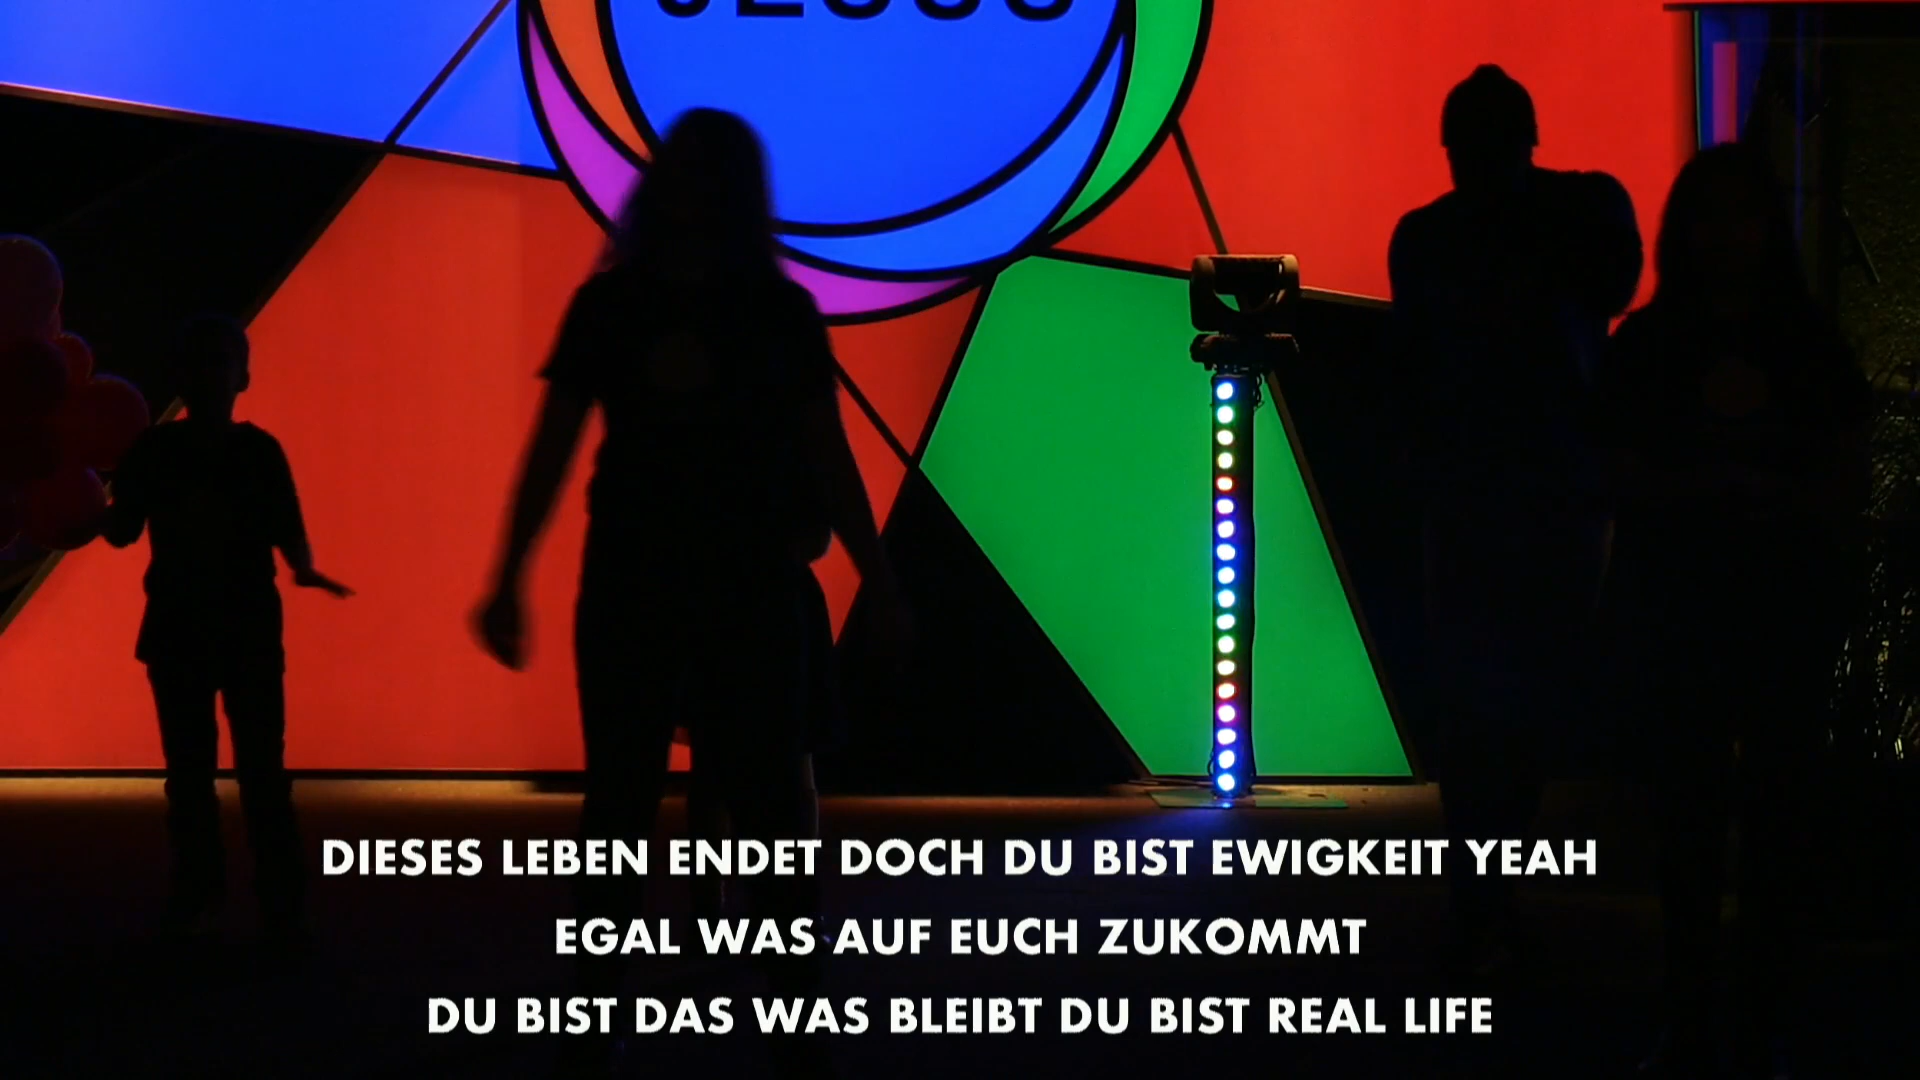 JESUS
DIESES LEBEN ENDET DOCH DU BIST EWIGKEIT YEAH
EGAL WAS AUF EUCH ZUKOMMT
DU BIST DAS WAS BLEIBT DU BIST REAL LIFE